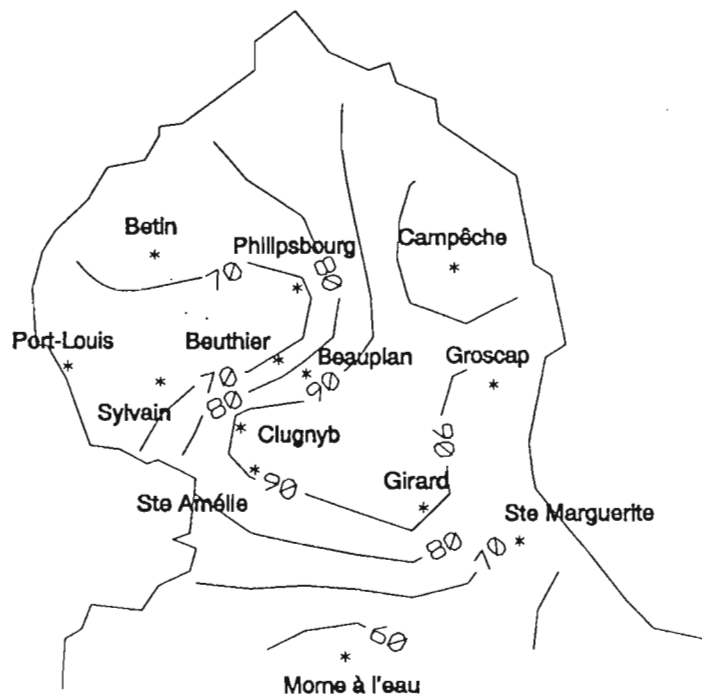 Betin
Philipsbourg
Campêche
80
70
Port-Louis
Beuthier
Beauplan
Groscap
70
90
80
Sylvain
Clugnyb
90
90
Girard
Ste Amélie
Ste Marguerite
80
70
60
Morne à l'eau